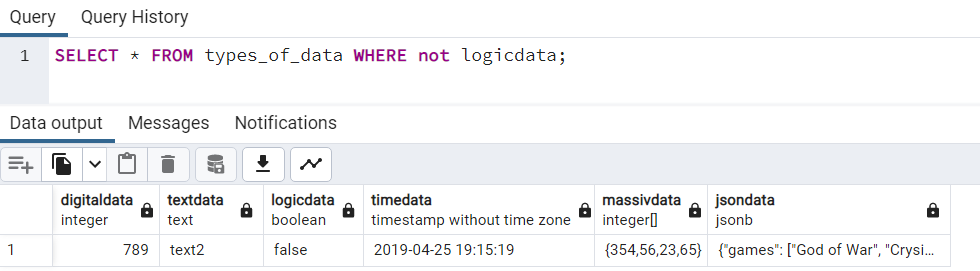 Query Query History
1 SELECT * FROM types_of_data WHERE not logicdata;
Data output Messages Notifications
digitaldata textdata logicdata timedata massivdata jsondata
integer text boolean timestamp without time zone integer[] jsonb
1 789 text2 false 2019-04-25 19:15:19 {354,56,23,65} {"games": ["God of War", "Crysi...